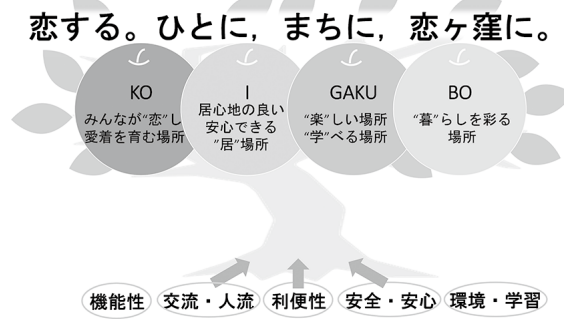 恋する。ひとに，まちに，恋ヶ窪に。
KO
みんなが“恋”し
愛着を育む場所
I
居心地の良い
安心できる
”居”場所
GAKU
“楽”しい場所
“学”べる場所
BO
“暮”らしを彩る
場所
機能性
交流・人流
利便性
安全・安心
環境・学習